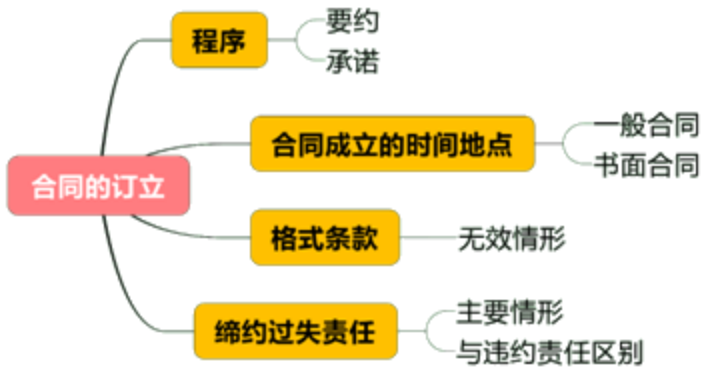 合同的订立
程序
要约
承诺
合同成立的时间地点
一般合同
书面合同
格式条款
无效情形
缔约过失责任
主要情形
与违约责任区别